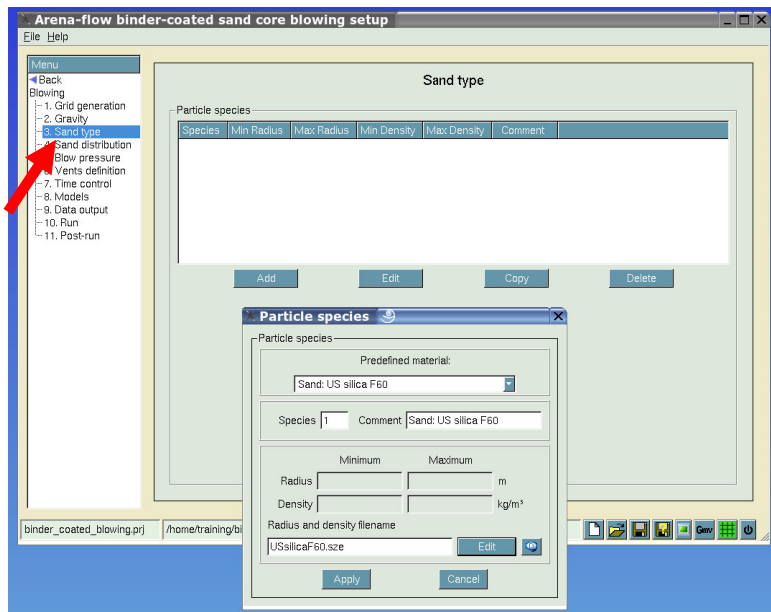 Arena-flow binder-coated sand core blowing setup
File Help
Menu
Back
Blowing
1. Grid generation
2. Gravity
3. Sand type
Sand distribution
Blow pressure
Vents definition
7. Time control
8. Models
9. Data output
10. Run
11. Post-run
Sand type
Particle species
Species Min Radius Max Radius Min Density Max Density Comment
Add Edit Copy Delete
Particle species
Particle species
Predefined material:
Sand: US silica F60
Species 1 Comment Sand: US silica F60
Minimum Maximum
Radius m
Density kg/m³
Radius and density filename
USsilicaF60.sze Edit
Apply Cancel
binder_coated_blowing.prj /home/training/bi Gmv